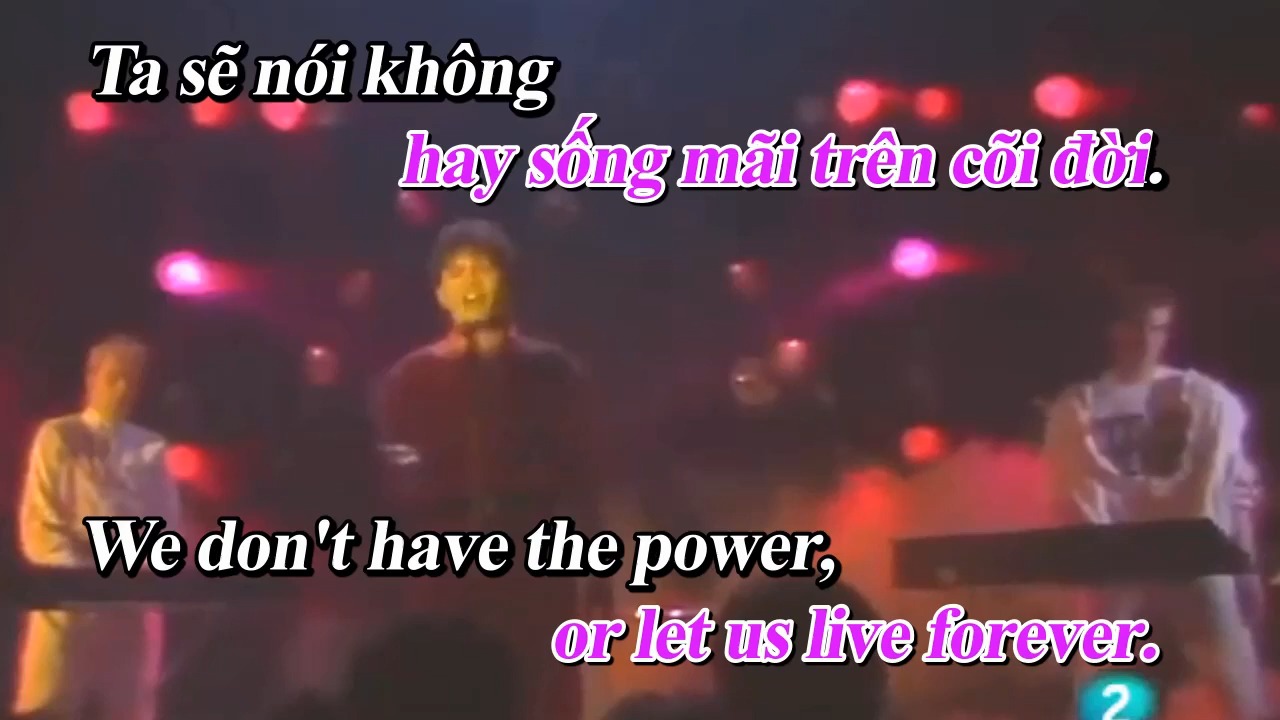 Ta sẽ nói không
hay sống mãi trên cõi đời.
We don't have the power,
or let us live forever.
2